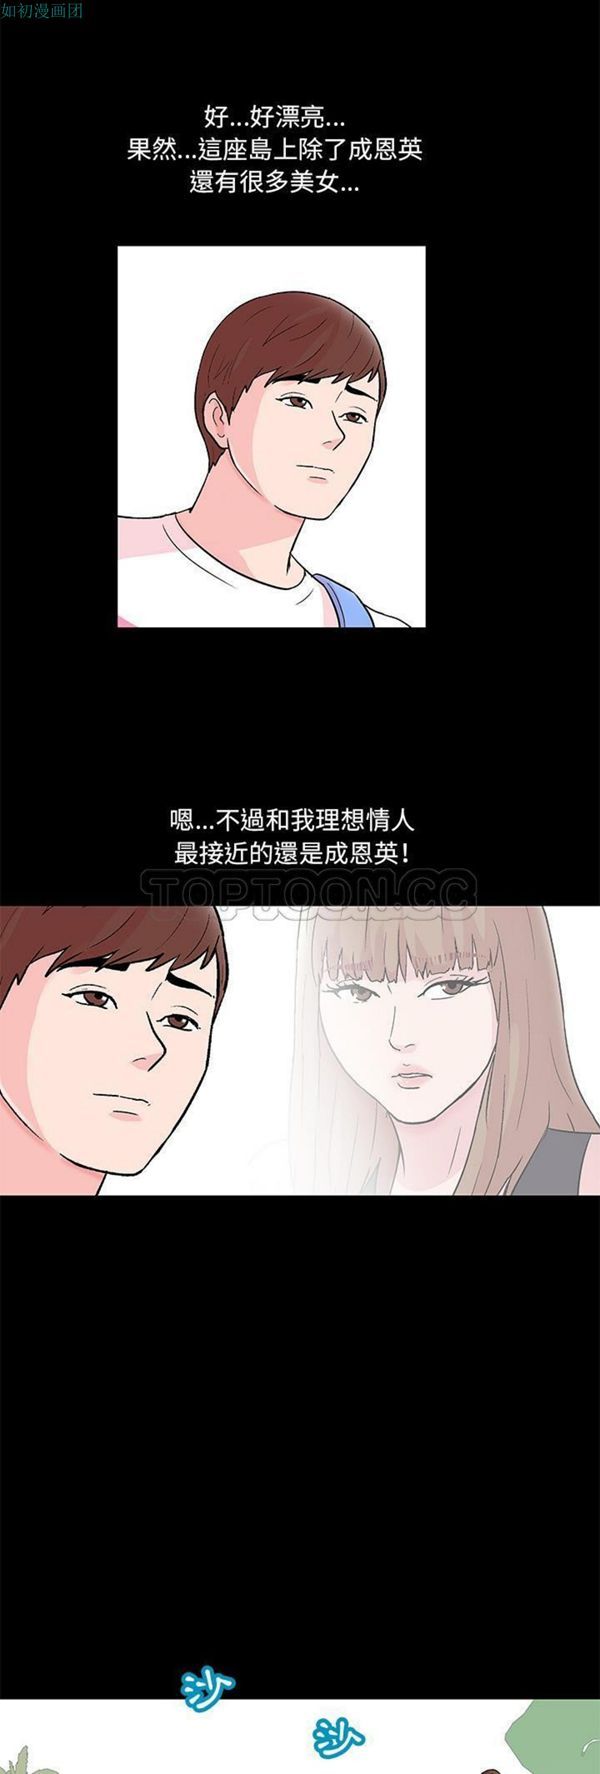 如初漫画团
好...好漂亮...
果然...這座島上除了成恩英
還有很多美女...
嗯...不過和我理想情人
最接近的還是成恩英!
TOPTOON.CC
沙
沙